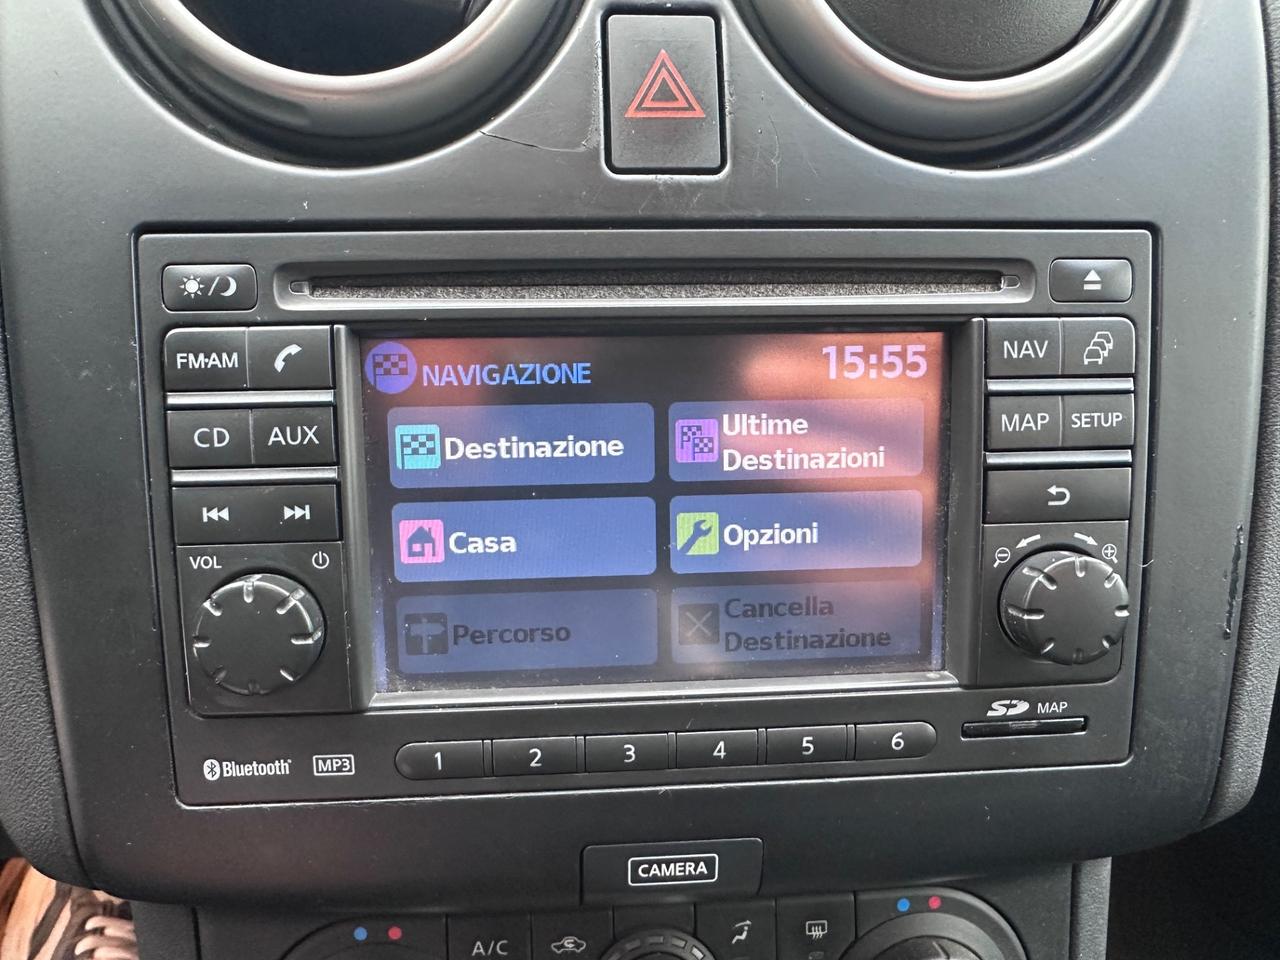 FM·AM
CD
AUX
VOL
NAVIGAZIONE
15:55
Destinazione
Ultime
Destinazioni
Casa
Opzioni
Percorso
Cancella
Destinazione
NAV
MAP
SETUP
SD MAP
Bluetooth®
MP3
1 2 3 4 5 6
CAMERA
A/C